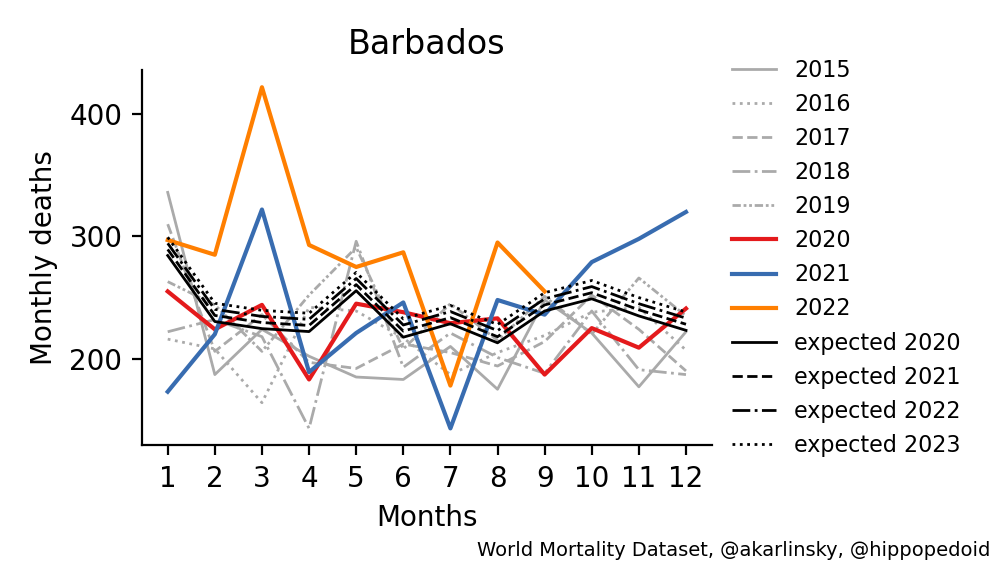 Barbados
Monthly deaths
400
300
200
1 2 3 4 5 6 7 8 9 10 11 12
Months
2015
2016
2017
2018
2019
2020
2021
2022
expected 2020
expected 2021
expected 2022
expected 2023
World Mortality Dataset, @akarlinsky, @hippopedoid